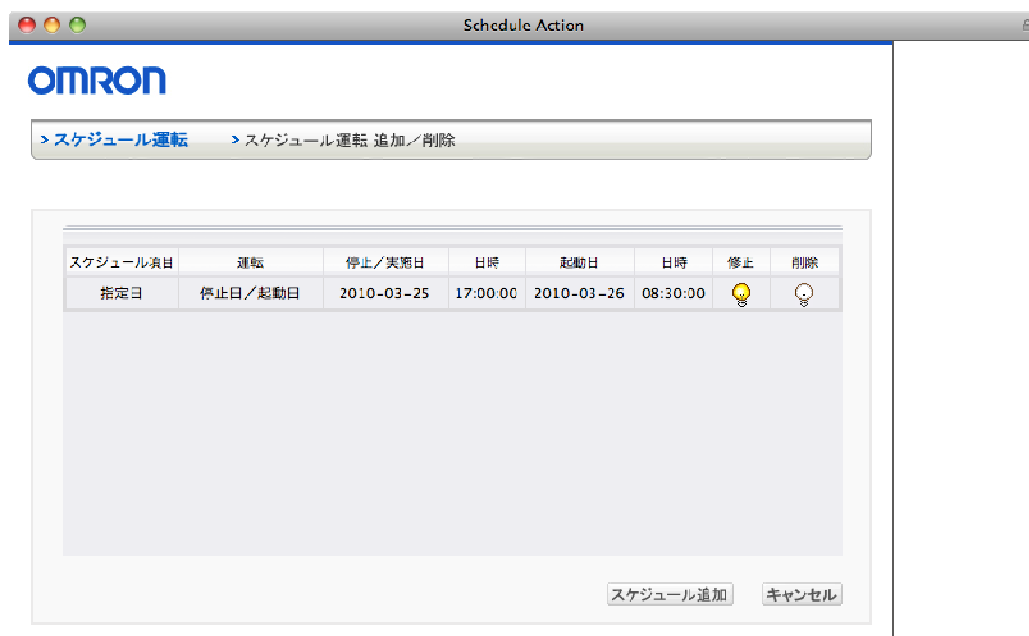 Schedule Action
OMRON
> スケジュール運転 > スケジュール運転 追加／削除
スケジュール項目 運転 停止／実施日 日時 起動日 日時 修正 削除
指定日 停止日／起動日 2010-03-25 17:00:00 2010-03-26 08:30:00
スケジュール追加 キャンセル